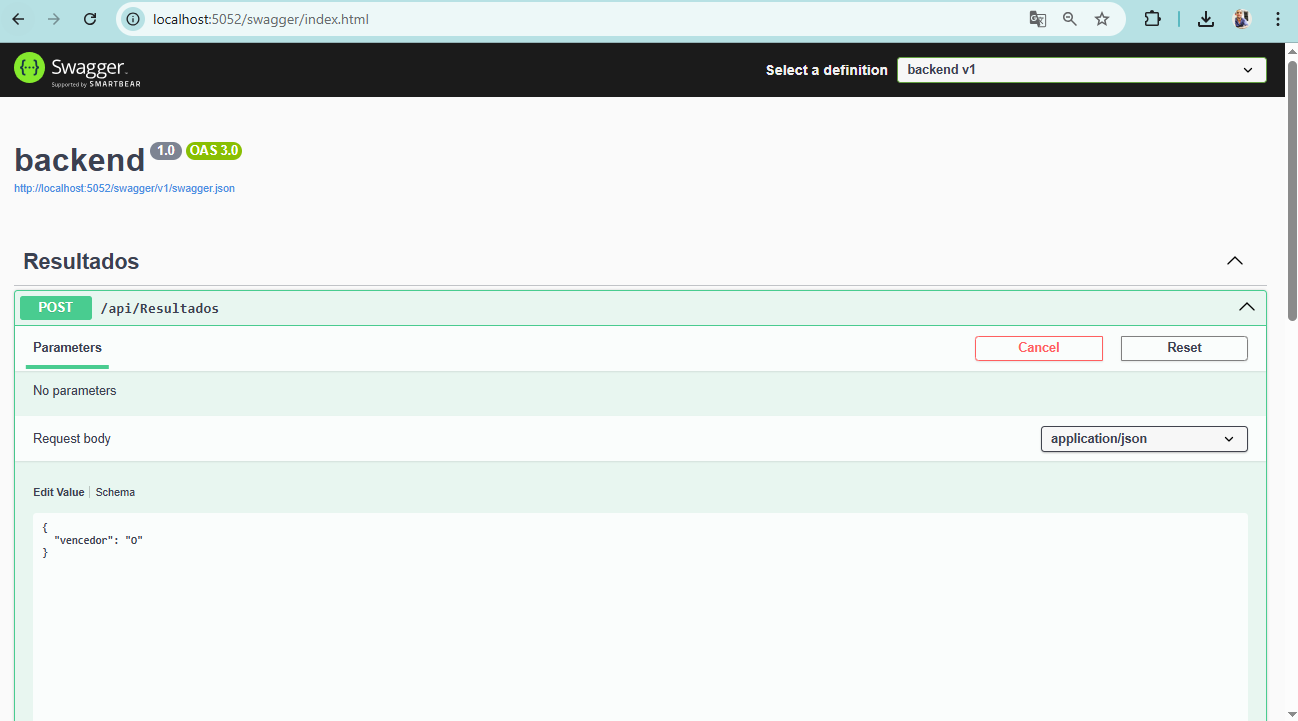 localhost:5052/swagger/index.html
Swagger
Supported by SMARTBEAR
Select a definition
backend v1
backend 1.0 OAS 3.0
http://localhost:5052/swagger/v1/swagger.json
Resultados
POST /api/Resultados
Parameters
Cancel
Reset
No parameters
Request body
application/json
Edit Value | Schema
{
"vencedor": "O"
}